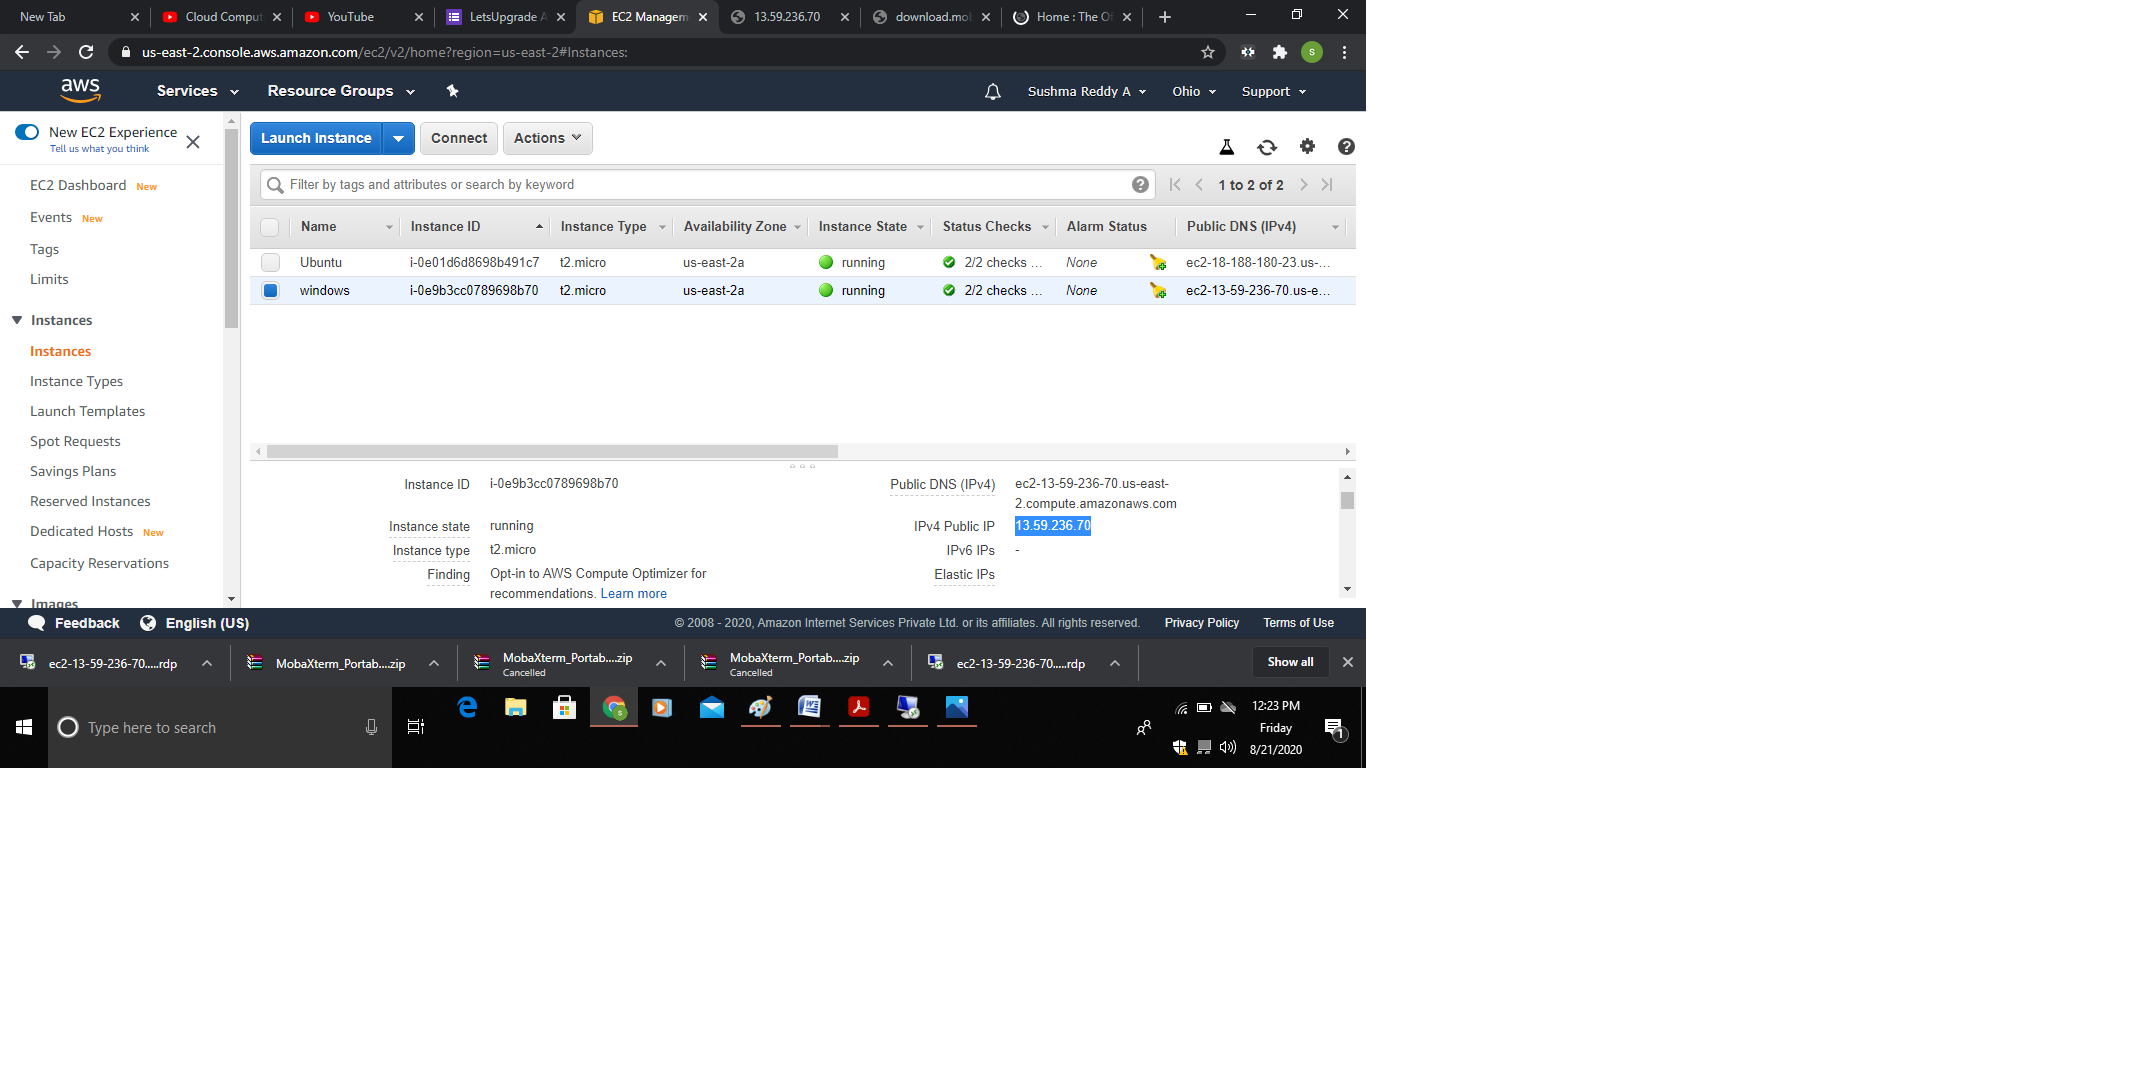 New Tab
Cloud Comput
YouTube
LetsUpgrade A
EC2 Managem
13.59.236.70
download.mo
Home : The Of
us-east-2.console.aws.amazon.com/ec2/v2/home?region=us-east-2#Instances:
S
aws
Services
Resource Groups
Sushma Reddy A
Ohio
Support
New EC2 Experience
Tell us what you think
EC2 Dashboard New
Events New
Tags
Limits
Instances
Instances
Instance Types
Launch Templates
Spot Requests
Savings Plans
Reserved Instances
Dedicated Hosts New
Capacity Reservations
Images
Launch Instance
Connect
Actions
Filter by tags and attributes or search by keyword
1 to 2 of 2
Name Instance ID Instance Type Availability Zone Instance State Status Checks Alarm Status Public DNS (IPv4)
Ubuntu i-0e01d6d8698b491c7 t2.micro us-east-2a running 2/2 checks ... None ec2-18-188-180-23.us-...
windows i-0e9b3cc0789698b70 t2.micro us-east-2a running 2/2 checks ... None ec2-13-59-236-70.us-e...
Instance ID i-0e9b3cc0789698b70
Instance state running
Instance type t2.micro
Finding Opt-in to AWS Compute Optimizer for
recommendations. Learn more
Public DNS (IPv4) ec2-13-59-236-70.us-east-
2.compute.amazonaws.com
IPv4 Public IP 13.59.236.70
IPv6 IPs -
Elastic IPs
Feedback
English (US)
© 2008 - 2020, Amazon Internet Services Private Ltd. or its affiliates. All rights reserved.
Privacy Policy
Terms of Use
ec2-13-59-236-70.....rdp
MobaXterm_Portab....zip
MobaXterm_Portab....zip
Cancelled
MobaXterm_Portab....zip
Cancelled
ec2-13-59-236-70.....rdp
Show all
Type here to search
12:23 PM
Friday
8/21/2020
1